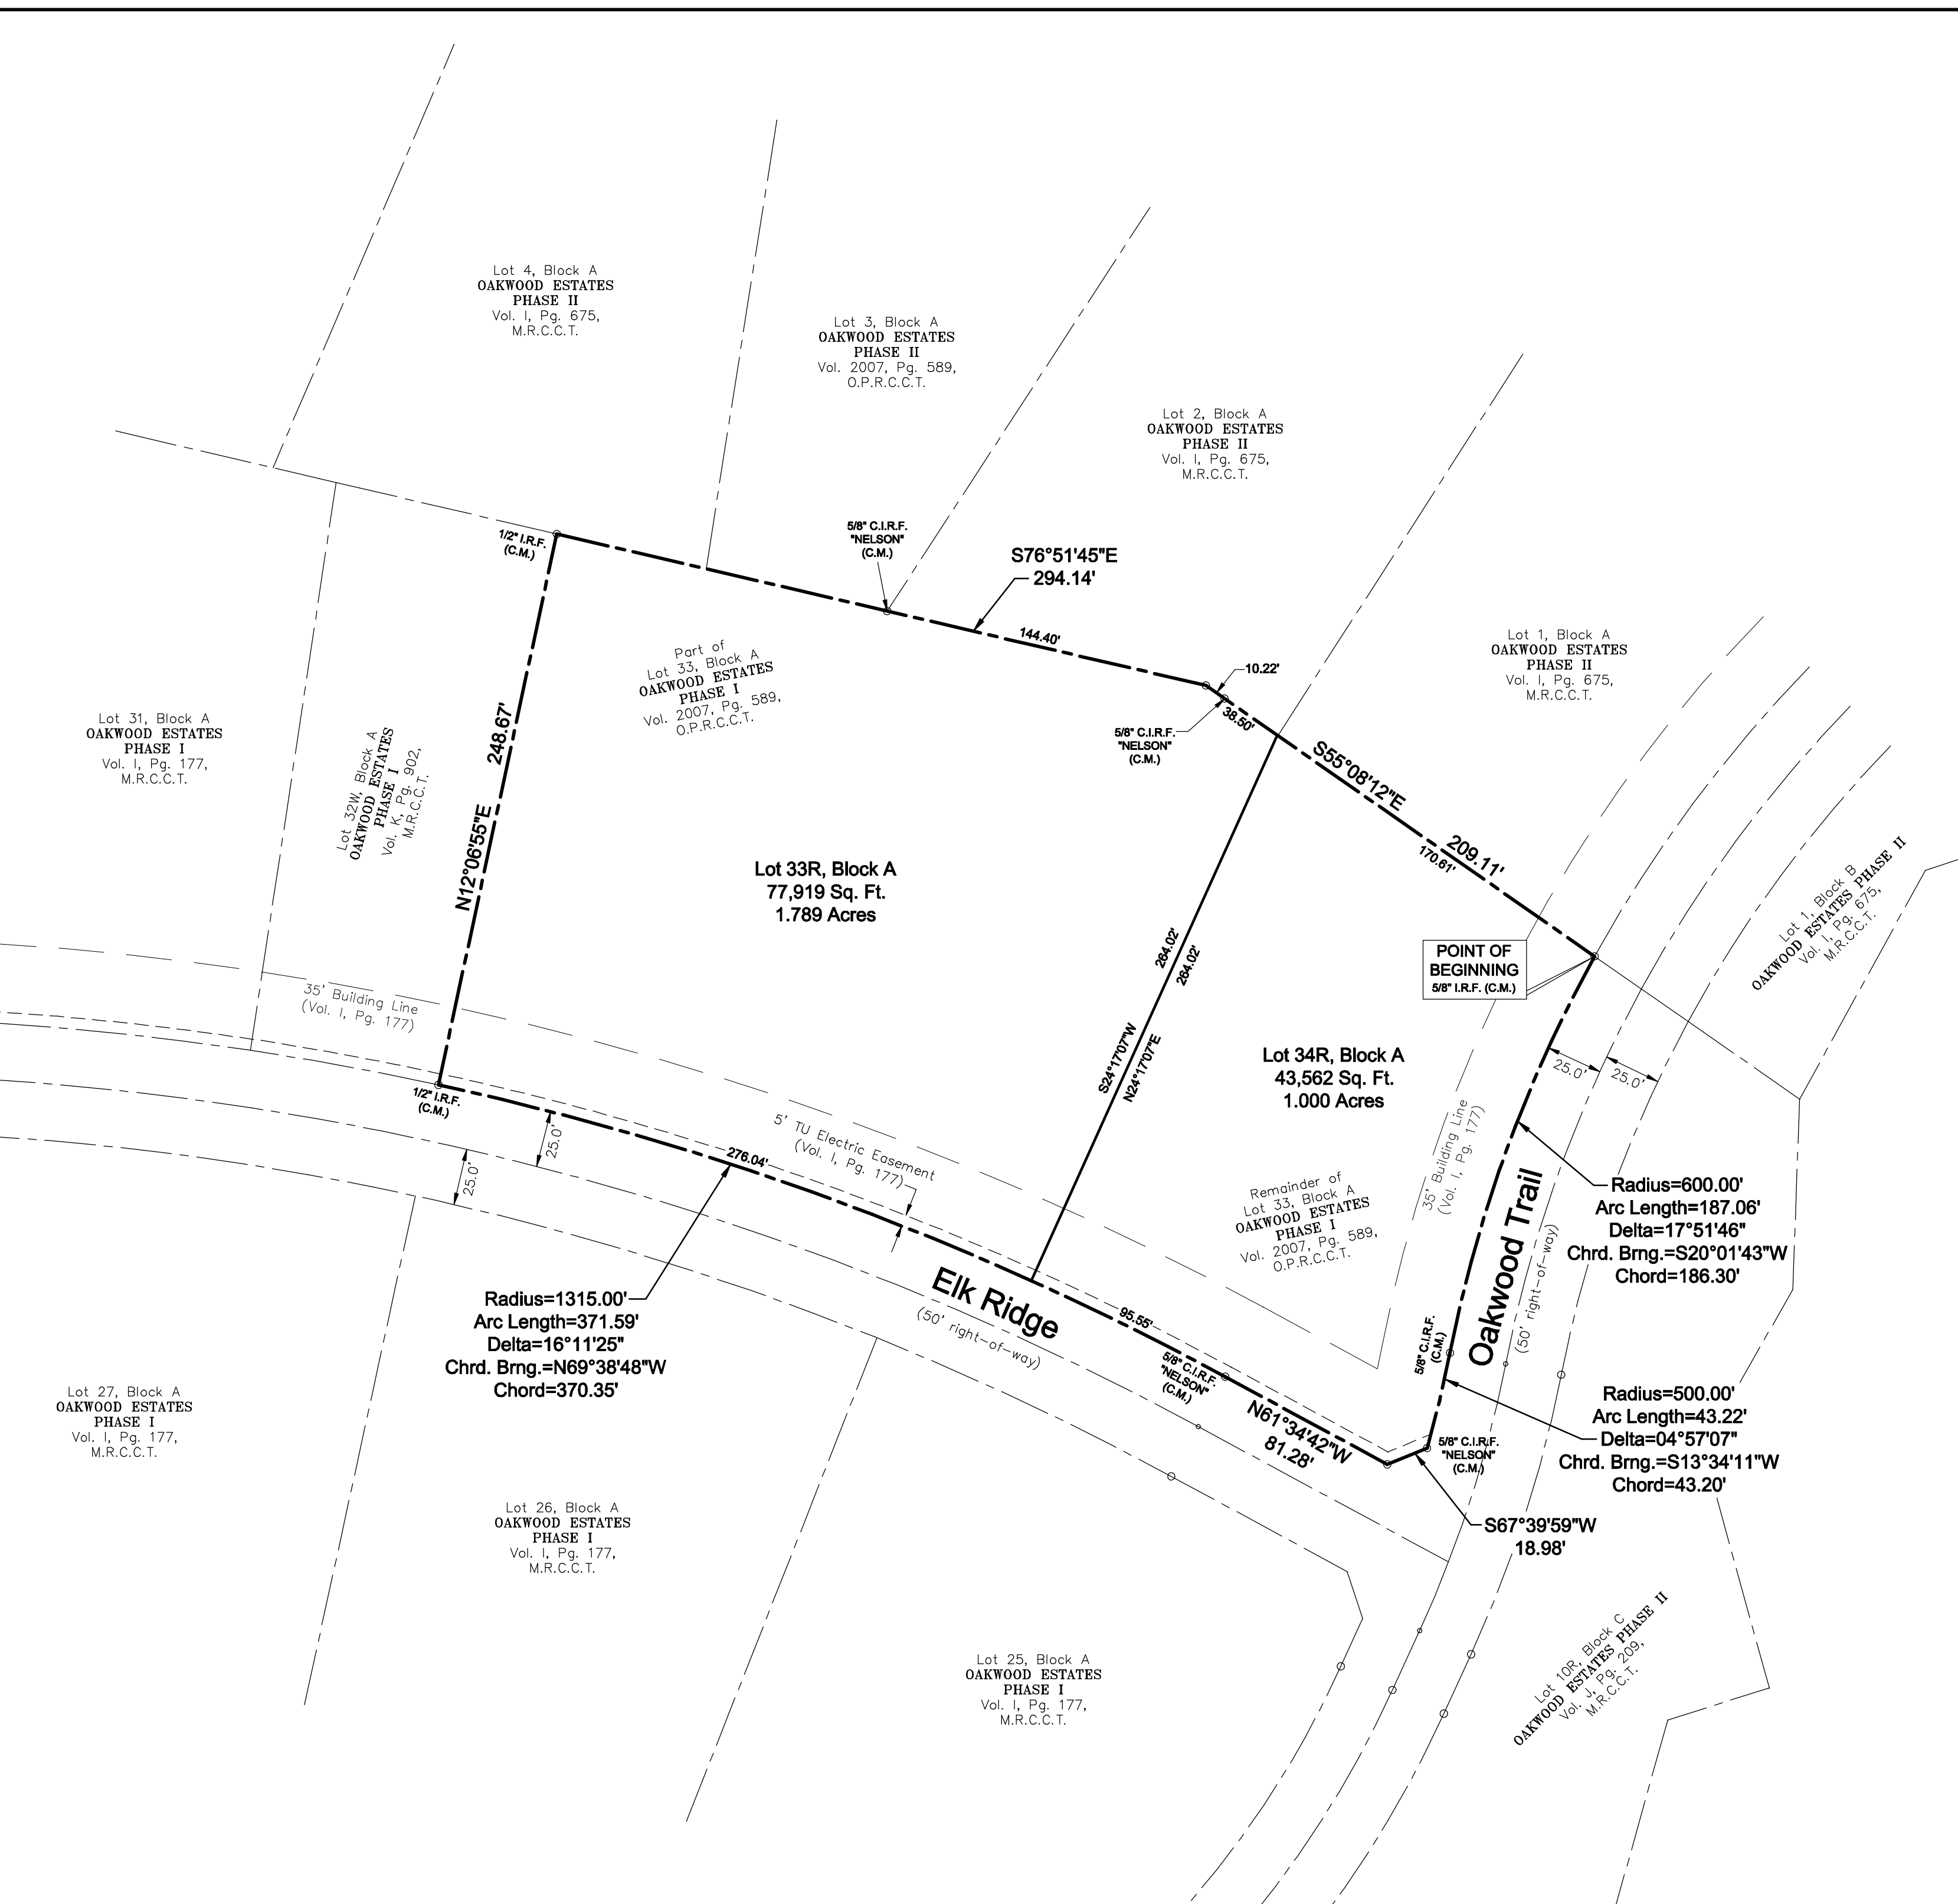 Lot 4, Block A
OAKWOOD ESTATES
PHASE II
Vol. I, Pg. 675,
M.R.C.C.T.
Lot 3, Block A
OAKWOOD ESTATES
PHASE II
Vol. 2007, Pg. 589,
O.P.R.C.C.T.
Lot 2, Block A
OAKWOOD ESTATES
PHASE II
Vol. I, Pg. 675,
M.R.C.C.T.
1/2" I.R.F.
(C.M.)
5/8" C.I.R.F.
"NELSON"
(C.M.)
S76°51'45"E
294.14'
144.40'
10.22'
38.50'
5/8" C.I.R.F.
"NELSON"
(C.M.)
Lot 1, Block A
OAKWOOD ESTATES
PHASE II
Vol. I, Pg. 675,
M.R.C.C.T.
Part of
Lot 33, Block A
OAKWOOD ESTATES
PHASE I
Vol. 2007, Pg. 589,
O.P.R.C.C.T.
Lot 31, Block A
OAKWOOD ESTATES
PHASE I
Vol. I, Pg. 177,
M.R.C.C.T.
Lot 32W, Block A
OAKWOOD ESTATES
PHASE I
Vol. K, Pg. 902,
M.R.C.C.T.
N12°06'55"E 248.67'
S55°08'12"E 209.11'
170.61'
Lot 33R, Block A
77,919 Sq. Ft.
1.789 Acres
264.02'
264.02'
S24°17'07"W
N24°17'07"E
POINT OF
BEGINNING
5/8" I.R.F. (C.M.)
Lot 1, Block B
OAKWOOD ESTATES PHASE II
Vol. I, Pg. 675,
M.R.C.C.T.
35' Building Line
(Vol. I, Pg. 177)
Lot 34R, Block A
43,562 Sq. Ft.
1.000 Acres
25.0'
25.0'
1/2" I.R.F.
(C.M.)
25.0'
25.0'
276.04'
5' TU Electric Easement
(Vol. I, Pg. 177)
35' Building Line
(Vol. I, Pg. 177)
Remainder of
Lot 33, Block A
OAKWOOD ESTATES
PHASE I
Vol. 2007, Pg. 589,
O.P.R.C.C.T.
Oakwood Trail
(50' right-of-way)
Radius=600.00'
Arc Length=187.06'
Delta=17°51'46"
Chrd. Brng.=S20°01'43"W
Chord=186.30'
Radius=1315.00'
Arc Length=371.59'
Delta=16°11'25"
Chrd. Brng.=N69°38'48"W
Chord=370.35'
Elk Ridge
(50' right-of-way)
95.55'
5/8" C.I.R.F.
"NELSON"
(C.M.)
5/8" C.I.R.F.
(C.M.)
N61°34'42"W
81.28'
5/8" C.I.R.F.
"NELSON"
(C.M.)
Radius=500.00'
Arc Length=43.22'
Delta=04°57'07"
Chrd. Brng.=S13°34'11"W
Chord=43.20'
S67°39'59"W
18.98'
Lot 27, Block A
OAKWOOD ESTATES
PHASE I
Vol. I, Pg. 177,
M.R.C.C.T.
Lot 26, Block A
OAKWOOD ESTATES
PHASE I
Vol. I, Pg. 177,
M.R.C.C.T.
Lot 25, Block A
OAKWOOD ESTATES
PHASE I
Vol. I, Pg. 177,
M.R.C.C.T.
Lot 10R, Block C
OAKWOOD ESTATES PHASE II
Vol. J, Pg. 209,
M.R.C.C.T.